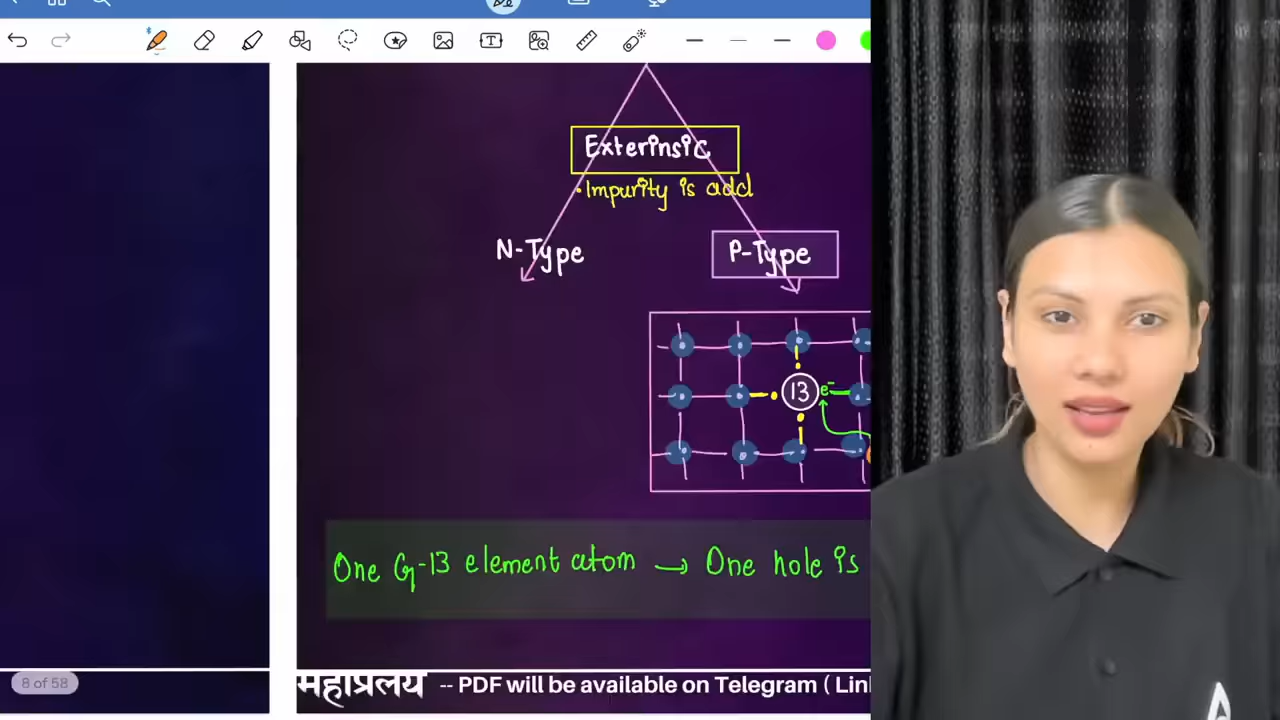 Exterinsic
• Impurity is add
N-Type
P-Type
13 e⁻
One G-13 element atom → One hole is
8 of 58
महाप्रलय -- PDF will be available on Telegram ( Lin